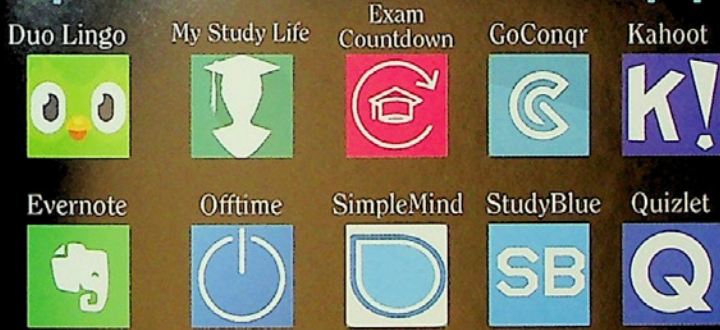 Duo Lingo
My Study Life
Exam
Countdown
GoConqr
Kahoot
K!
Evernote
Offtime
SimpleMind
StudyBlue
Quizlet
SB
Q